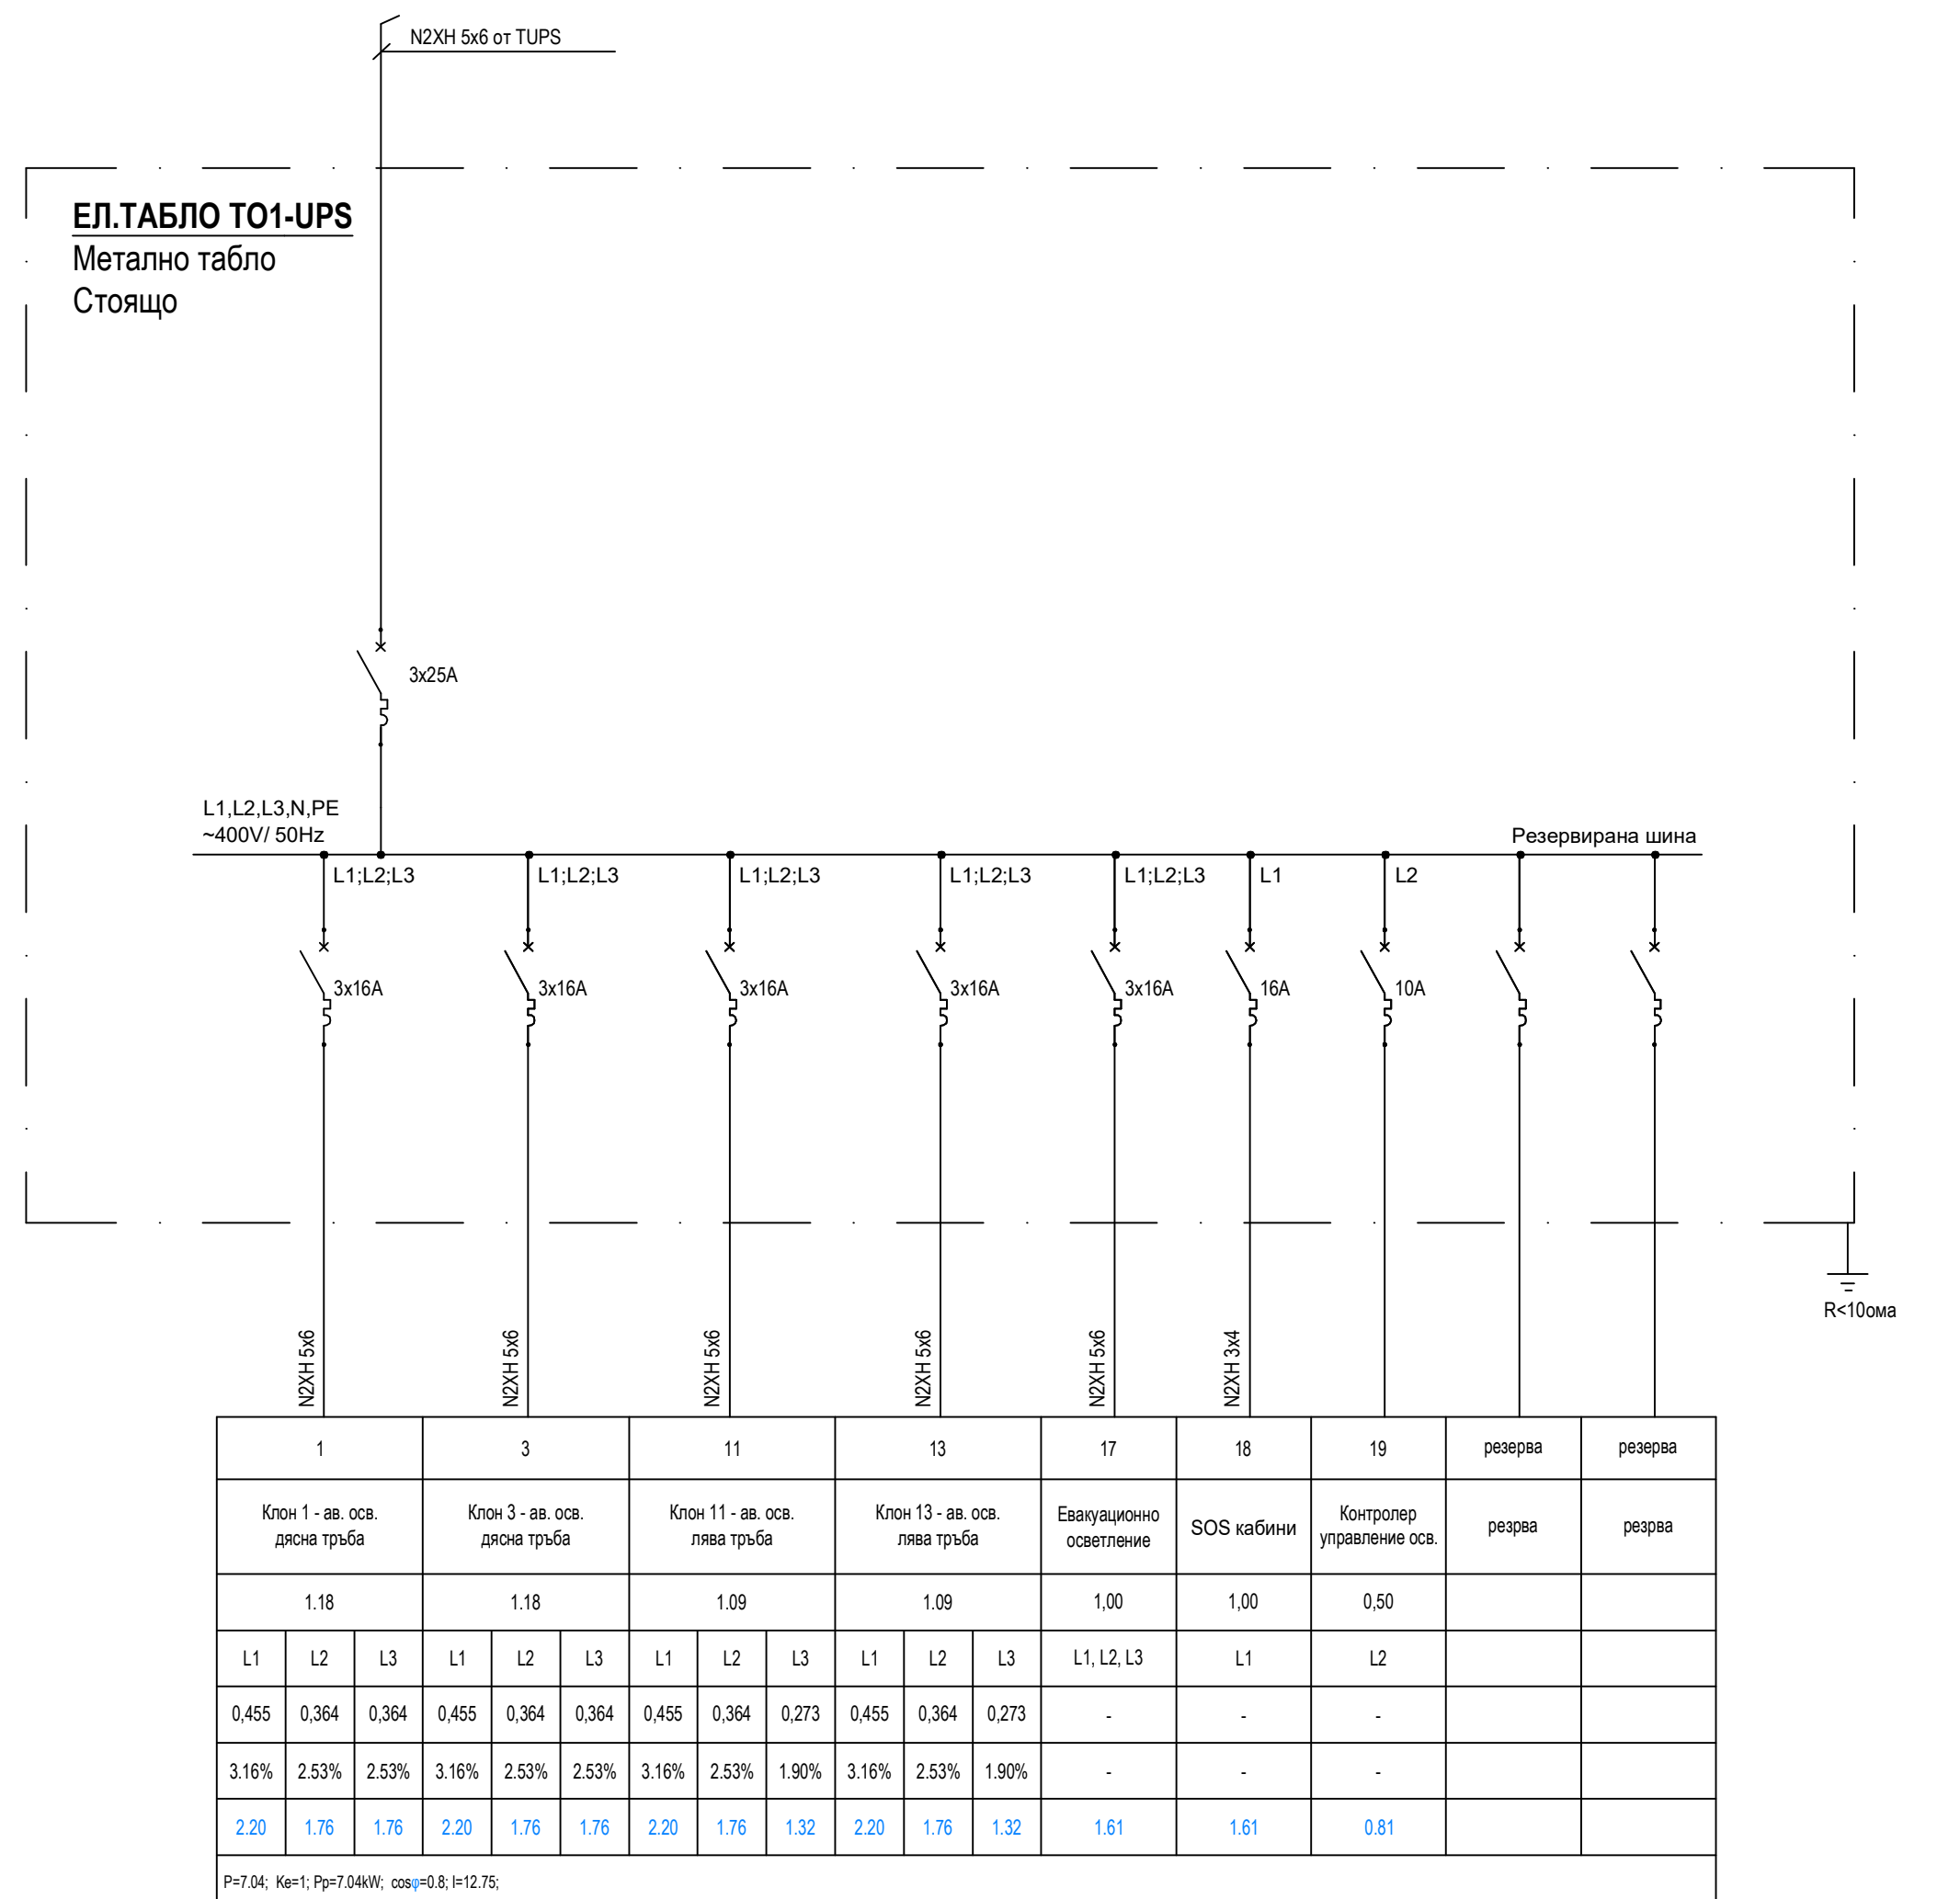 N2XH 5x6 от TUPS
ЕЛ.ТАБЛО TO1-UPS
Метално табло
Стоящо
3x25A
L1,L2,L3,N,PE
~400V/ 50Hz
Резервирана шина
L1;L2;L3 L1;L2;L3 L1;L2;L3 L1;L2;L3 L1;L2;L3 L1 L2
3x16A 3x16A 3x16A 3x16A 3x16A 16A 10A
R<10ома
N2XH 5x6 N2XH 5x6 N2XH 5x6 N2XH 5x6 N2XH 5x6 N2XH 3x4
1 3 11 13 17 18 19 резерва резерва
Клон 1 - ав. осв. Клон 3 - ав. осв. Клон 11 - ав. осв. Клон 13 - ав. осв. Евакуационно SOS кабини Контролер резрва резрва
дясна тръба дясна тръба лява тръба лява тръба осветление управление осв.
1.18 1.18 1.09 1.09 1,00 1,00 0,50
L1 L2 L3 L1 L2 L3 L1 L2 L3 L1 L2 L3 L1, L2, L3 L1 L2
0,455 0,364 0,364 0,455 0,364 0,364 0,455 0,364 0,273 0,455 0,364 0,273 - - -
3.16% 2.53% 2.53% 3.16% 2.53% 2.53% 3.16% 2.53% 1.90% 3.16% 2.53% 1.90% - - -
2.20 1.76 1.76 2.20 1.76 1.76 2.20 1.76 1.32 2.20 1.76 1.32 1.61 1.61 0.81
P=7.04; Ke=1; Pp=7.04kW; cosφ=0.8; I=12.75;